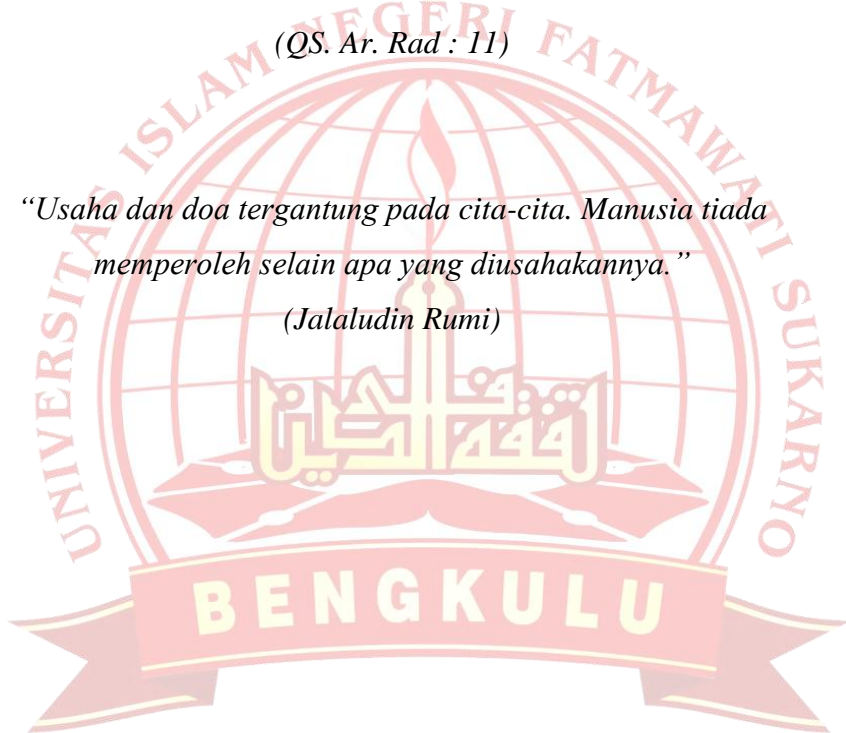 (QS. Ar. Rad : 11)
“Usaha dan doa tergantung pada cita-cita. Manusia tiada
memperoleh selain apa yang diusahakannya.”
(Jalaludin Rumi)
UNIVERSITAS ISLAM NEGERI FATMAWATI SUKARNO
BENGKULU